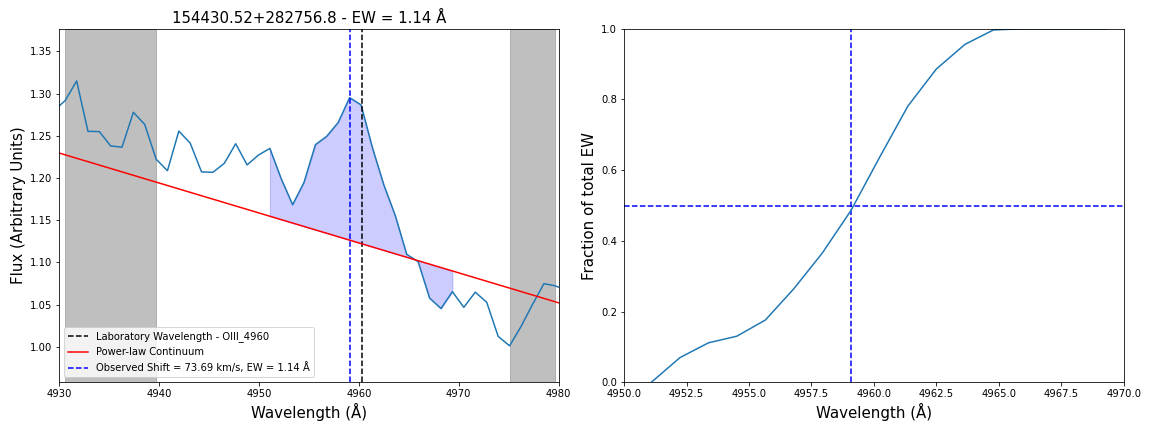 154430.52+282756.8 - EW = 1.14 Å
Flux (Arbitrary Units)
1.35
1.30
1.25
1.20
1.15
1.10
1.05
1.00
Laboratory Wavelength - OIII_4960
Power-law Continuum
Observed Shift = 73.69 km/s, EW = 1.14 Å
4930 4940 4950 4960 4970 4980
Wavelength (Å)
Fraction of total EW
1.0
0.8
0.6
0.4
0.2
0.0
4950.0 4952.5 4955.0 4957.5 4960.0 4962.5 4965.0 4967.5 4970.0
Wavelength (Å)